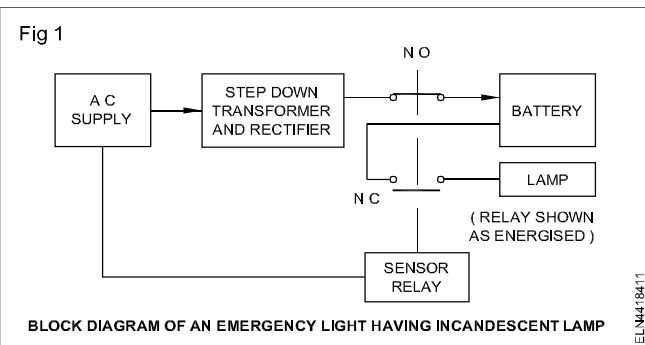 Fig 1
N O
A C
SUPPLY
STEP DOWN
TRANSFORMER
AND RECTIFIER
BATTERY
N C
LAMP
( RELAY SHOWN
AS ENERGISED )
SENSOR
RELAY
BLOCK DIAGRAM OF AN EMERGENCY LIGHT HAVING INCANDESCENT LAMP
ELN4418411